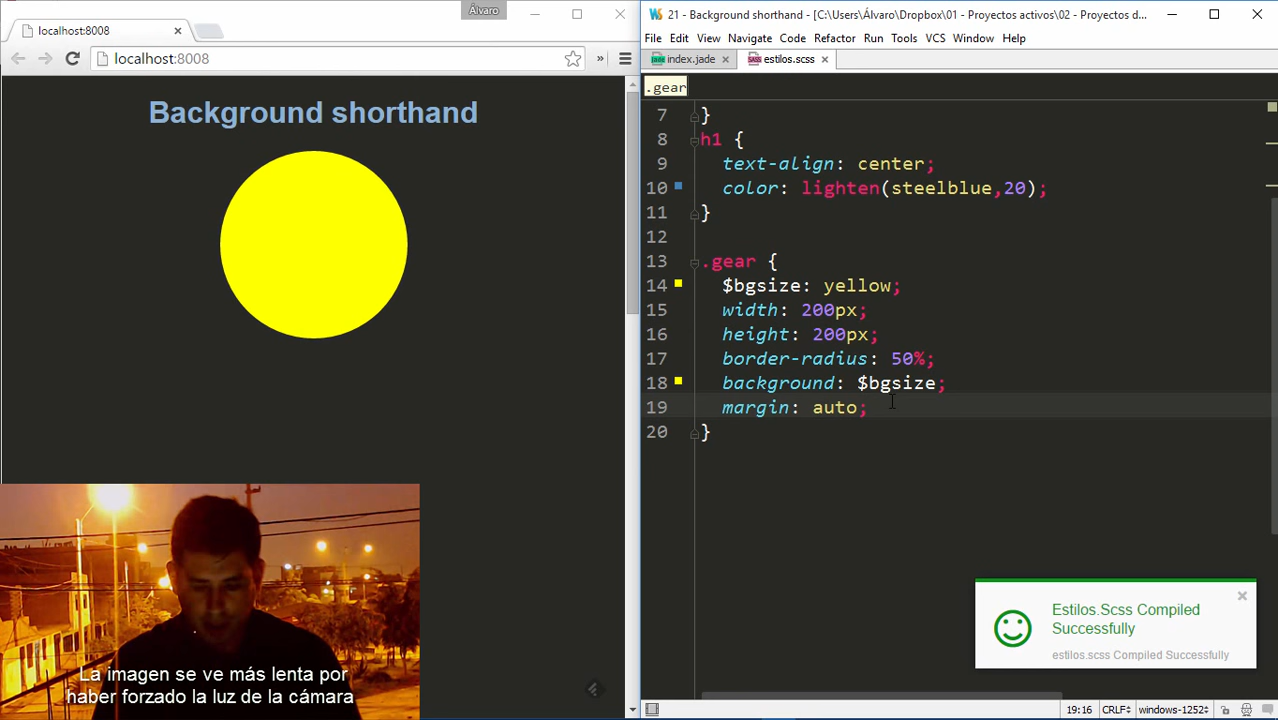 Álvaro
21 - Background shorthand - [C:\Users\Álvaro\Dropbox\01 - Proyectos activos\02 - Proyectos d...
localhost:8008
File Edit View Navigate Code Refactor Run Tools VCS Window Help
localhost:8008
index.jade estilos.scss
.gear
Background shorthand
7 }
8 h1 {
9 text-align: center;
10 color: lighten(steelblue,20);
11 }
12
13 .gear {
14 $bgsize: yellow;
15 width: 200px;
16 height: 200px;
17 border-radius: 50%;
18 background: $bgsize;
19 margin: auto;
20 }
Estilos.Scss Compiled
Successfully
estilos.scss Compiled Successfully
La imagen se ve más lenta por
haber forzado la luz de la cámara
19:16 CRLF÷ windows-1252÷